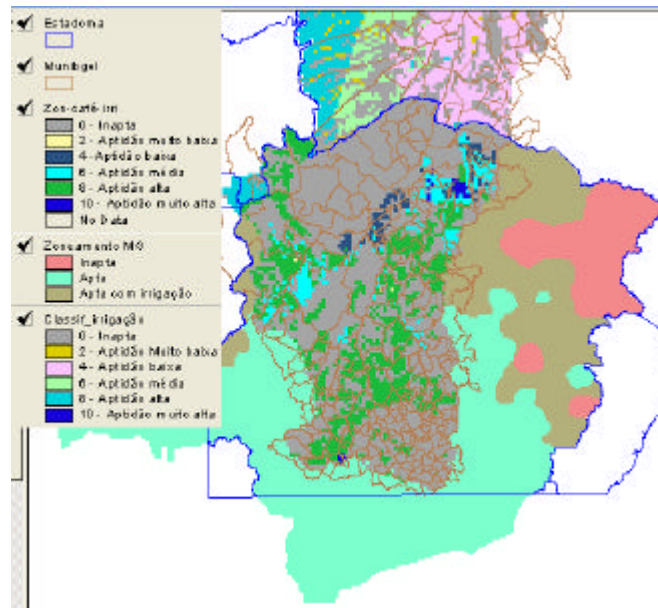 Estadoma
Munibgel
Zon-café-irri
0 - Inapta
2 - Aptidão muito baixa
4- Aptidão baixa
6 - Aptidão média
8 - Aptidão alta
10 - Aptidão muito alta
No Data
Zoneamento MG
Inapta
Apta
Apta com irrigação
Classif_irrigação
0 - Inapta
2 - Aptidão Muito baixa
4 - Aptidão baixa
6 - Aptidão média
8 - Aptidão alta
10 - Aptidão muito alta